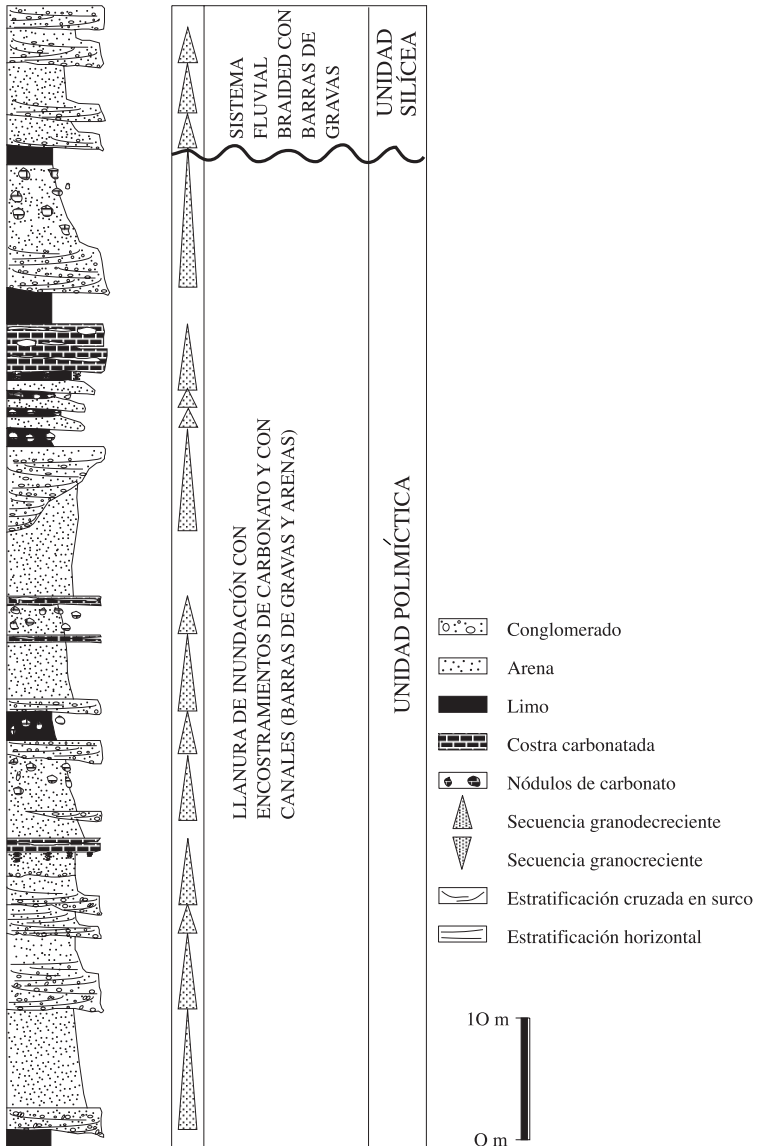 SISTEMA
FLUVIAL
BRAIDED CON
BARRAS DE
GRAVAS
UNIDAD
SILÍCEA
LLANURA DE INUNDACIÓN CON
ENCOSTRAMIENTOS DE CARBONATO Y CON
CANALES (BARRAS DE GRAVAS Y ARENAS)
UNIDAD POLIMÍCTICA
Conglomerado
Arena
Limo
Costra carbonatada
Nódulos de carbonato
Secuencia granodecreciente
Secuencia granocreciente
Estratificación cruzada en surco
Estratificación horizontal
1O m
O m